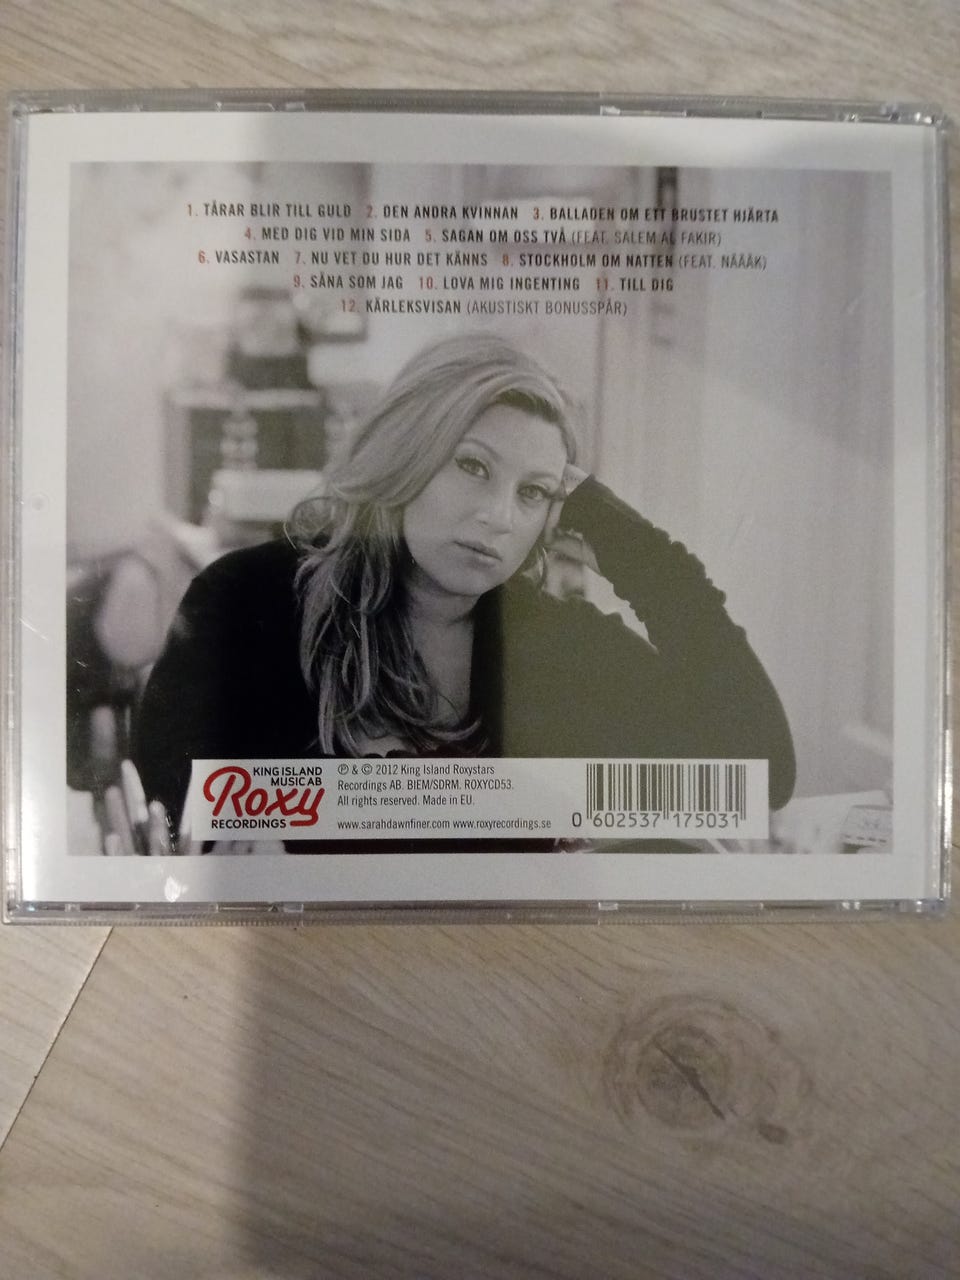 1. TÅRAR BLIR TILL GULD 2. DEN ANDRA KVINNAN 3. BALLADEN OM ETT BRUSTET HJÄRTA
4. MED DIG VID MIN SIDA 5. SAGAN OM OSS TVÅ (FEAT. SALEM AL FAKIR)
6. VASASTAN 7. NU VET DU HUR DET KÄNNS 8. STOCKHOLM OM NATTEN (FEAT. NÄÄÄK)
9. SÅNA SOM JAG 10. LOVA MIG INGENTING 11. TILL DIG
12. KÄRLEKSVISAN (AKUSTISKT BONUSSPÅR)
KING ISLAND
MUSIC AB
Roxy
RECORDINGS
℗ & © 2012 King Island Roxystars
Recordings AB. BIEM/SDRM. ROXYCD53.
All rights reserved. Made in EU.
www.sarahdawnfiner.com www.roxyrecordings.se
0 602537 175031